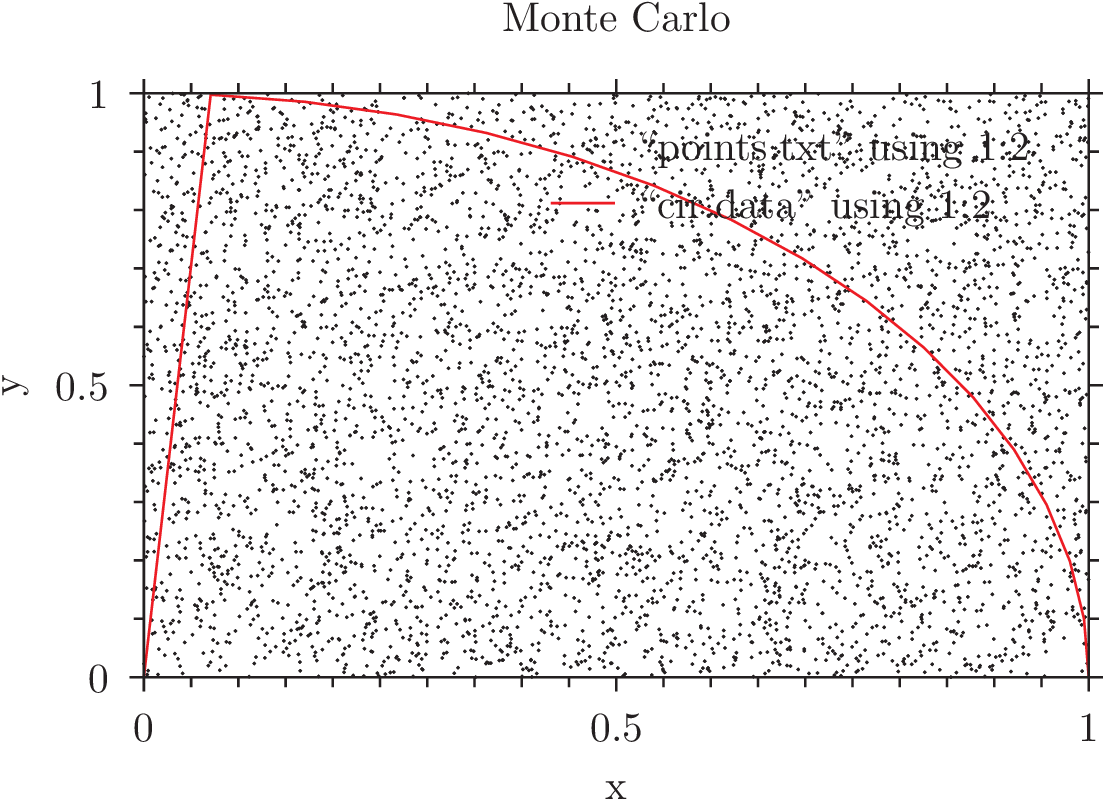 Monte Carlo
1
“points.txt” using 1:2
“cir.data” using 1:2
y
0.5
0
0
0.5
1
x